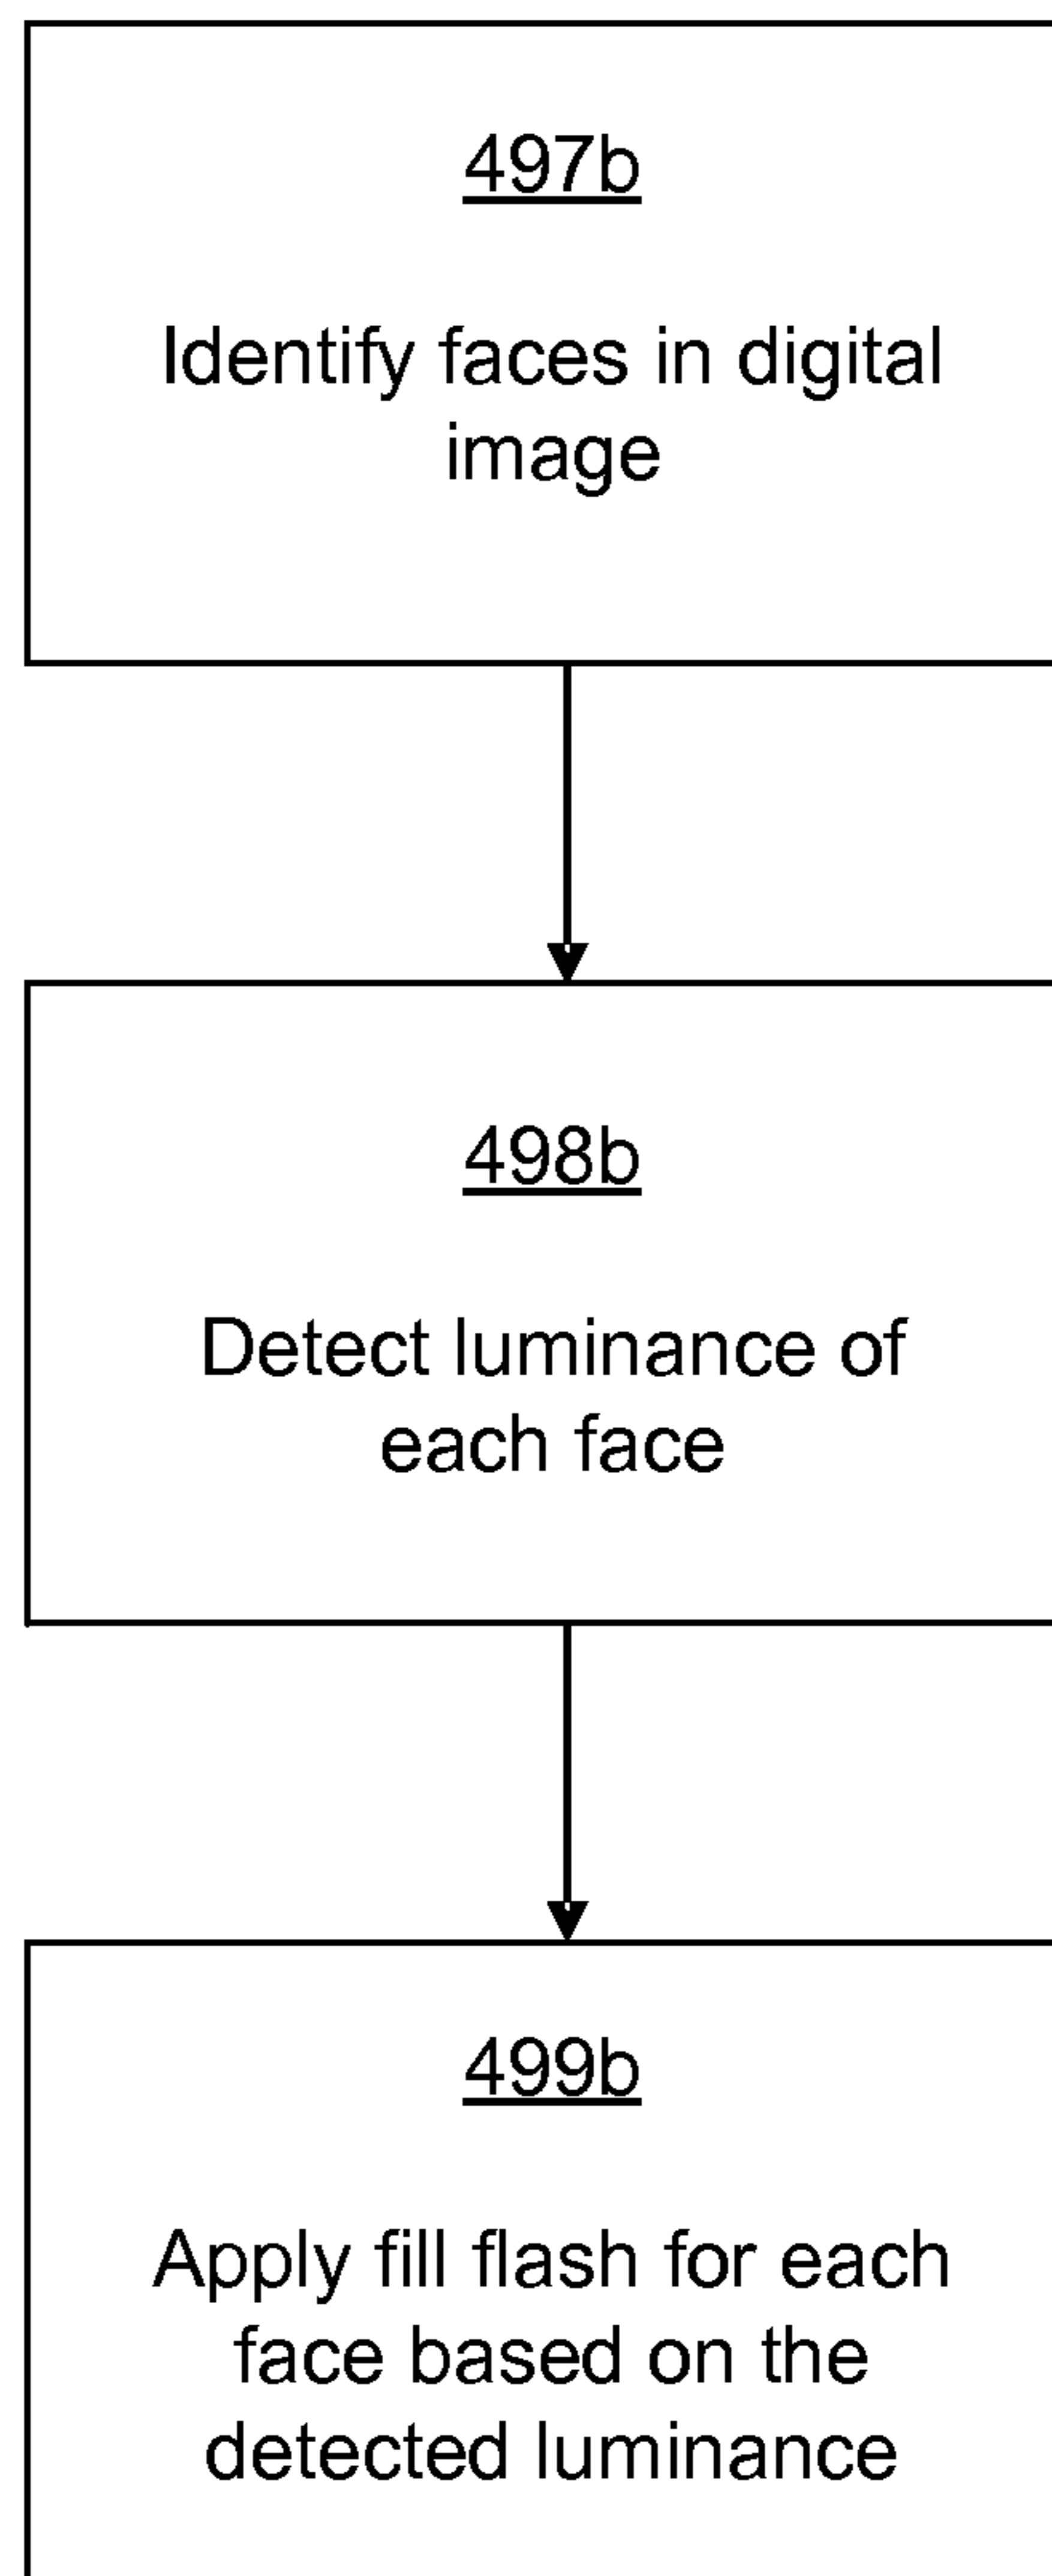 497b
Identify faces in digital
image
498b
Detect luminance of
each face
499b
Apply fill flash for each
face based on the
detected luminance